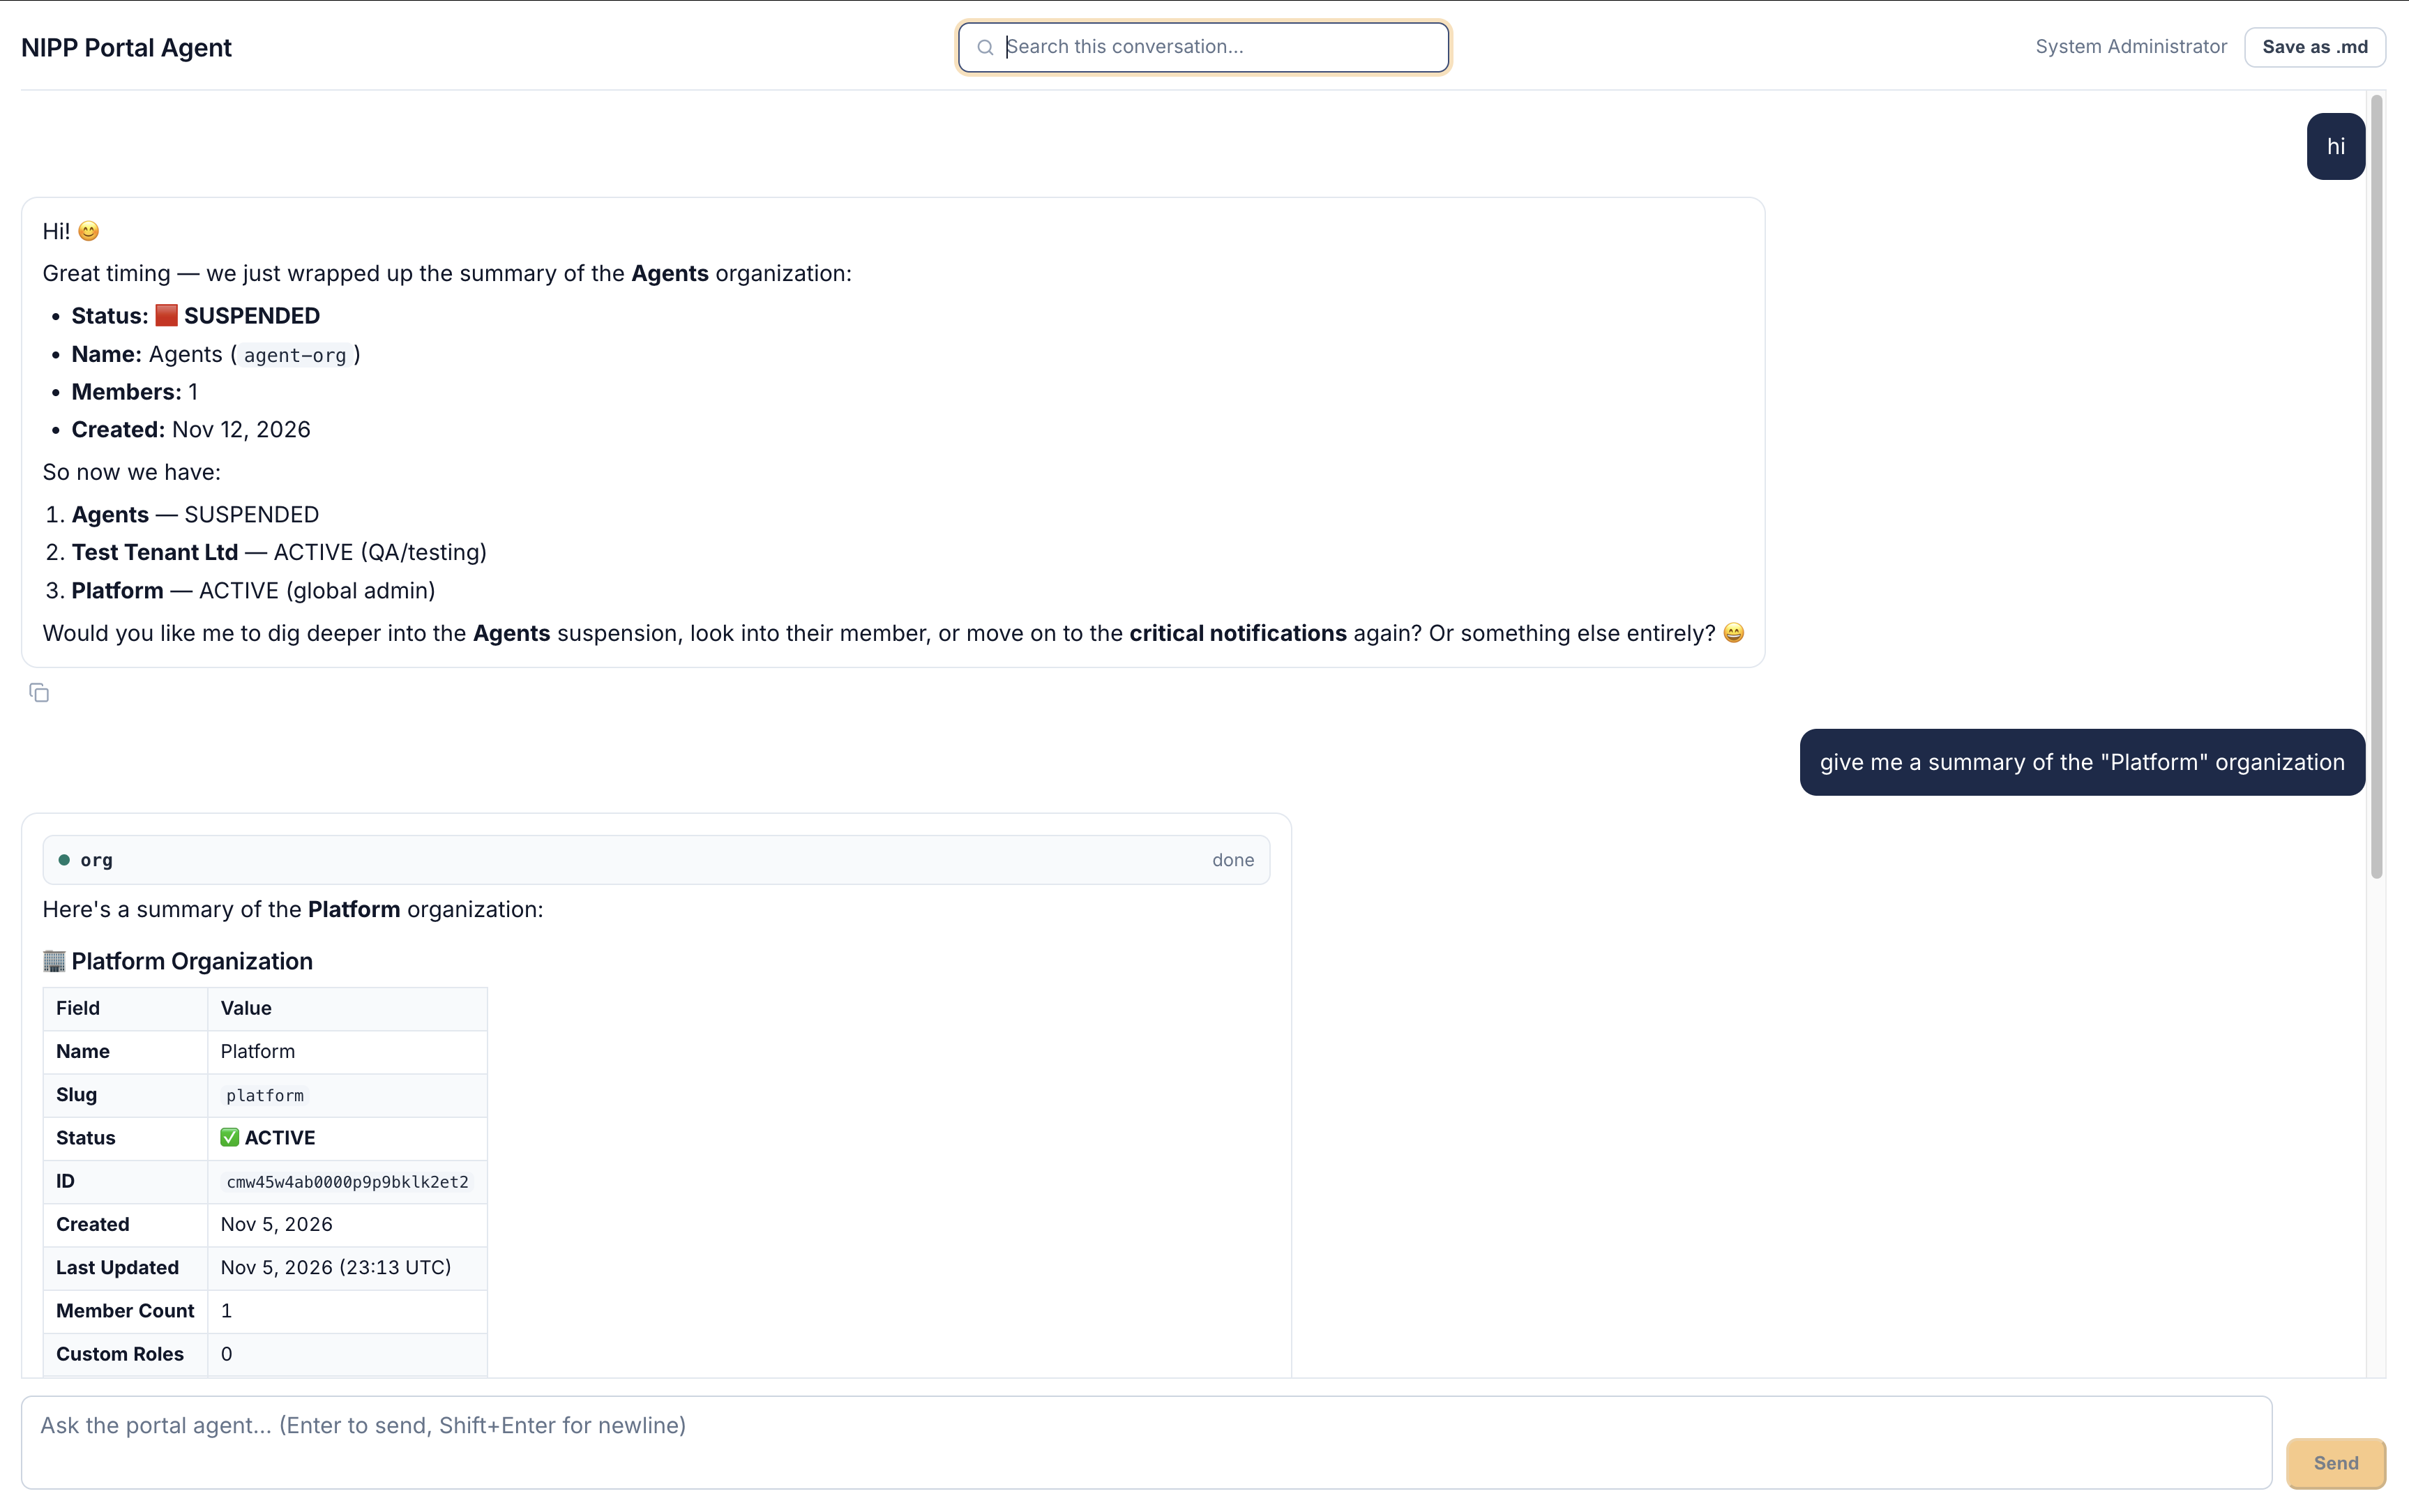 NIPP Portal Agent
Search this conversation...
System Administrator
Save as .md
hi
Hi! 😊
Great timing — we just wrapped up the summary of the Agents organization:
• Status: 🟥 SUSPENDED
• Name: Agents ( agent-org )
• Members: 1
• Created: Nov 12, 2026
So now we have:
1. Agents — SUSPENDED
2. Test Tenant Ltd — ACTIVE (QA/testing)
3. Platform — ACTIVE (global admin)
Would you like me to dig deeper into the Agents suspension, look into their member, or move on to the critical notifications again? Or something else entirely? 😄
give me a summary of the "Platform" organization
org done
Here's a summary of the Platform organization:
🏢 Platform Organization
Field Value
Name Platform
Slug platform
Status ✅ ACTIVE
ID cmw45w4ab0000p9p9bklk2et2
Created Nov 5, 2026
Last Updated Nov 5, 2026 (23:13 UTC)
Member Count 1
Custom Roles 0
Ask the portal agent... (Enter to send, Shift+Enter for newline)
Send